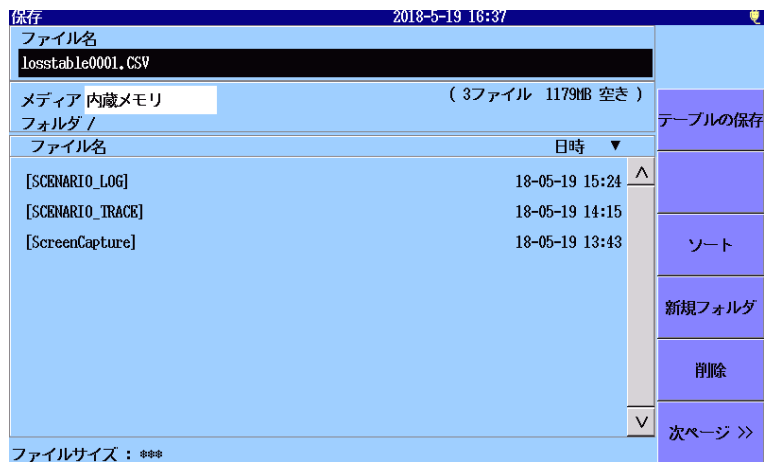 保存 2018-5-19 16:37
ファイル名
losstable0001.CSV
メディア 内蔵メモリ ( 3ファイル 1179MB 空き )
フォルダ /
ファイル名 日時 ▼
[SCENARIO_LOG] 18-05-19 15:24
[SCENARIO_TRACE] 18-05-19 14:15
[ScreenCapture] 18-05-19 13:43
ファイルサイズ : ***
テーブルの保存
ソート
新規フォルダ
削除
次ページ >>